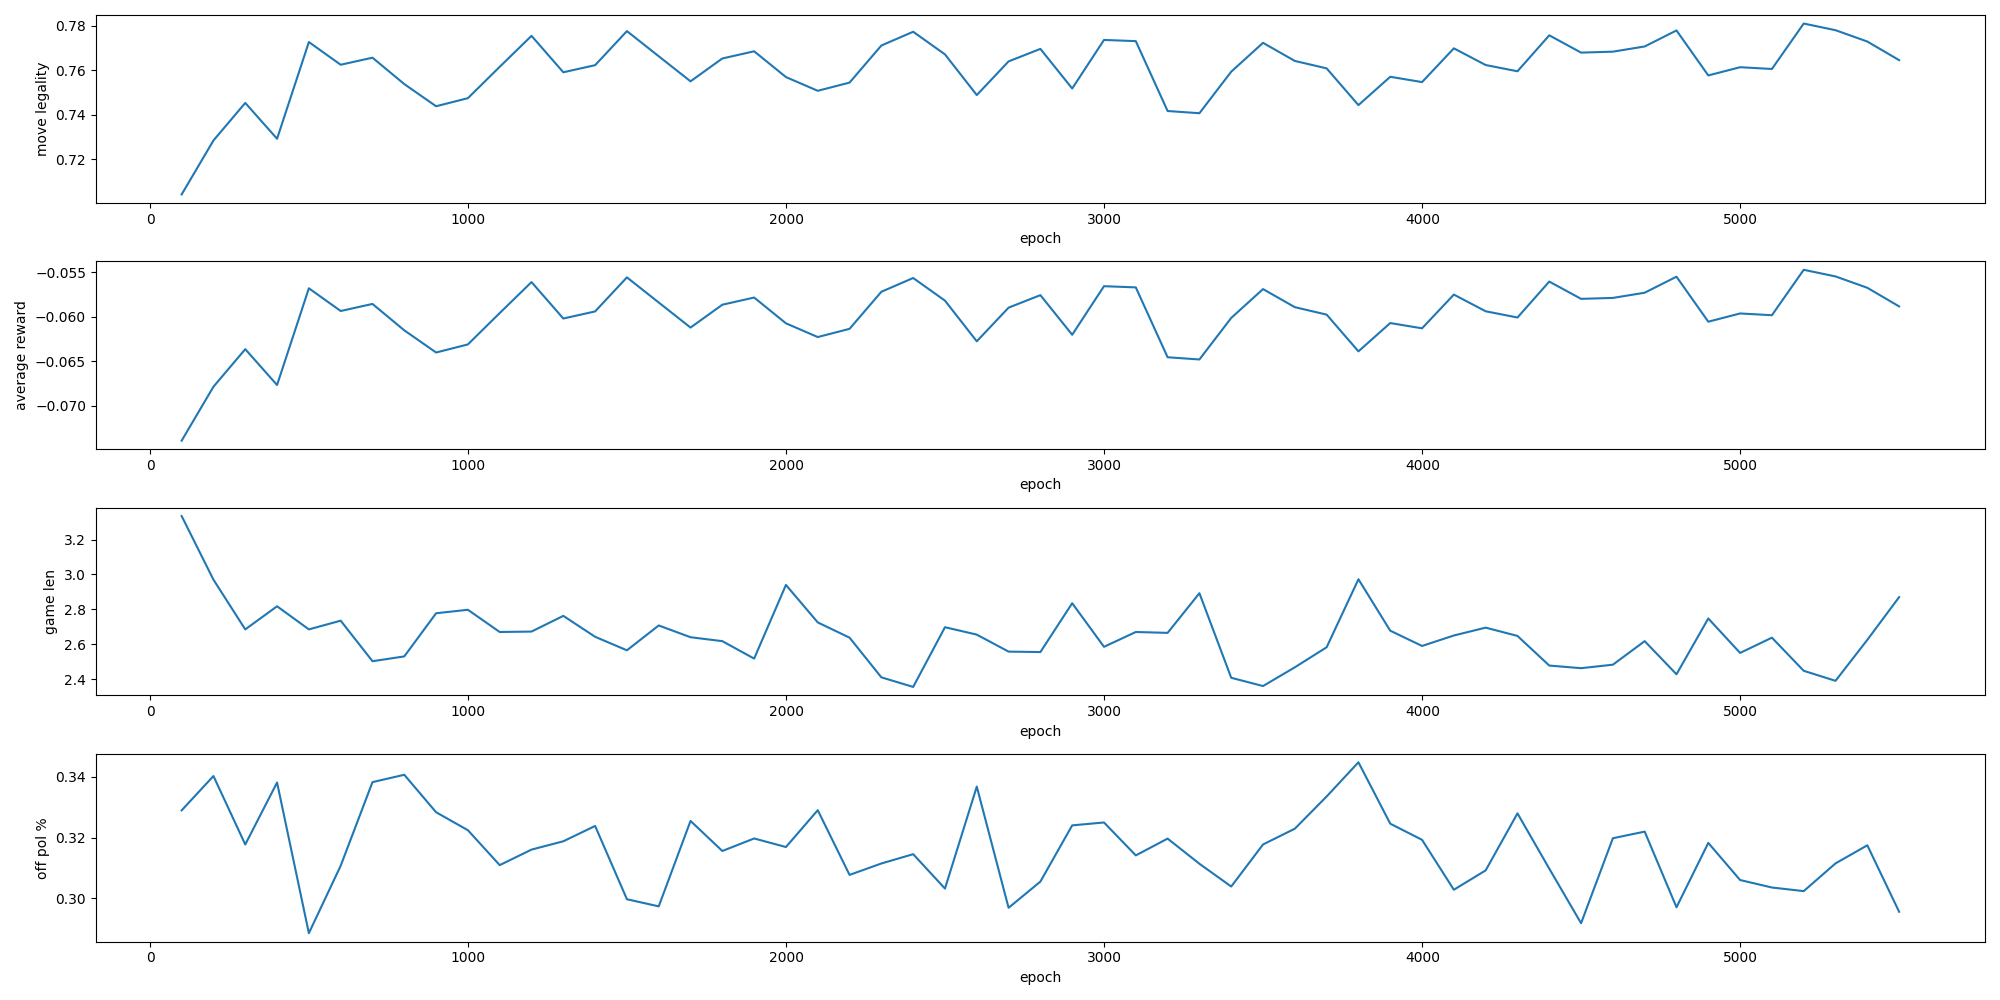 0.78
0.76
0.74
0.72
move legality
0 1000 2000 3000 4000 5000
epoch
−0.055
−0.060
−0.065
−0.070
average reward
0 1000 2000 3000 4000 5000
epoch
3.2
3.0
2.8
2.6
2.4
game len
0 1000 2000 3000 4000 5000
epoch
0.34
0.32
0.30
off pol %
0 1000 2000 3000 4000 5000
epoch